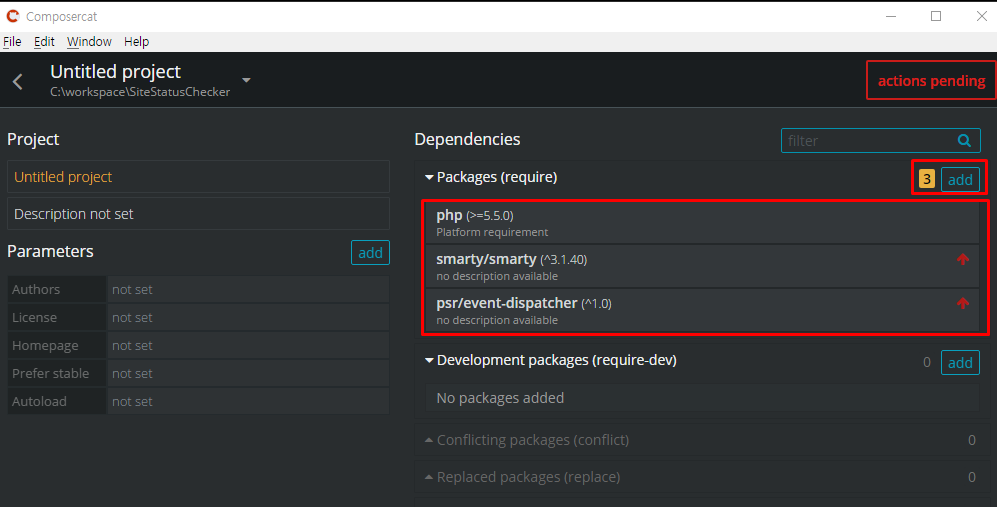 Composercat
File Edit Window Help
Untitled project
C:\workspace\SiteStatusChecker
actions pending
Project
Untitled project
Description not set
Parameters add
Authors not set
License not set
Homepage not set
Prefer stable not set
Autoload not set
Dependencies
filter
Packages (require) 3 add
php (>=5.5.0)
Platform requirement
smarty/smarty (^3.1.40)
no description available
psr/event-dispatcher (^1.0)
no description available
Development packages (require-dev) 0 add
No packages added
Conflicting packages (conflict) 0
Replaced packages (replace) 0